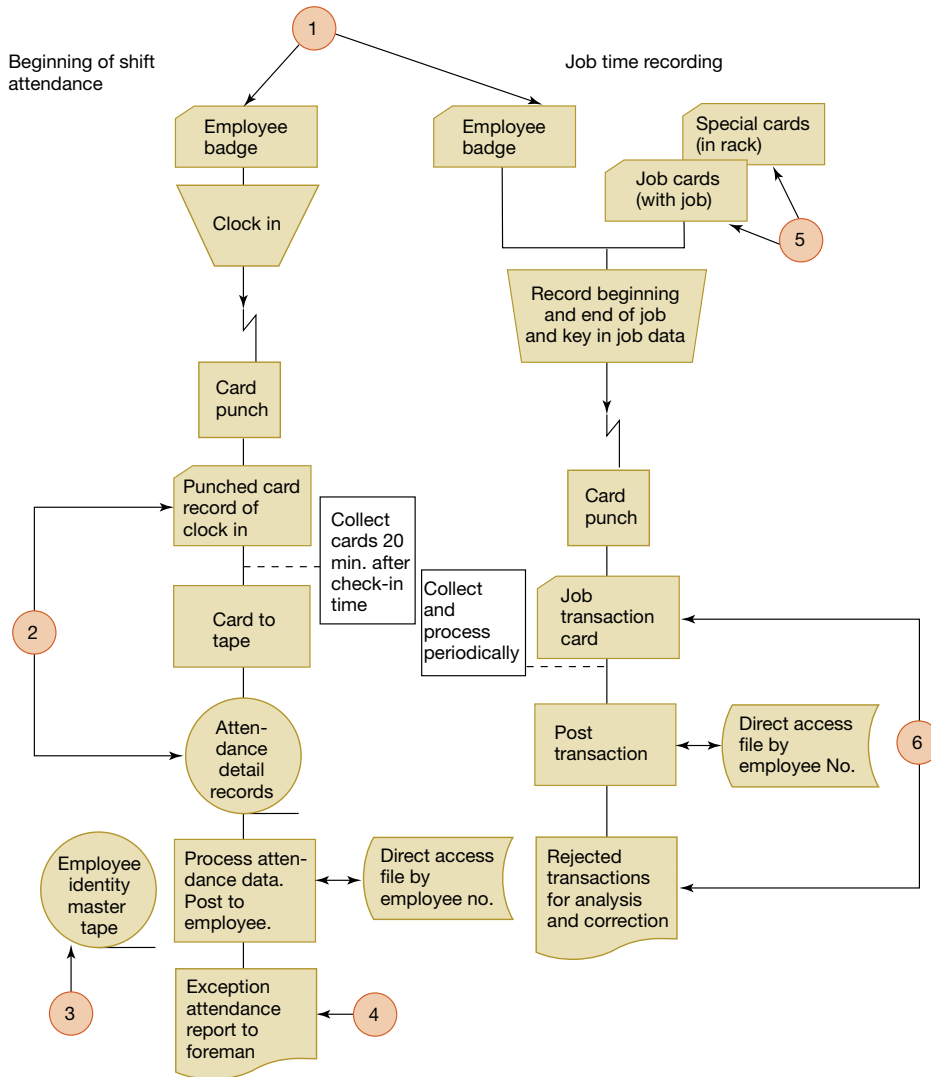 1
Beginning of shift
attendance
Job time recording
Employee
badge
Employee
badge
Special cards
(in rack)
Job cards
(with job)
5
Clock in
Record beginning
and end of job
and key in job data
Card
punch
Punched card
record of
clock in
Collect
cards 20
min. after
check-in
time
Card
punch
2
Card to
tape
Collect
and
process
periodically
Job
transaction
card
Atten-
dance
detail
records
Post
transaction
Direct access
file by
employee No.
6
Employee
identity
master
tape
Process atten-
dance data.
Post to
employee.
Direct access
file by
employee no.
Rejected
transactions
for analysis
and correction
3
Exception
attendance
report to
foreman
4